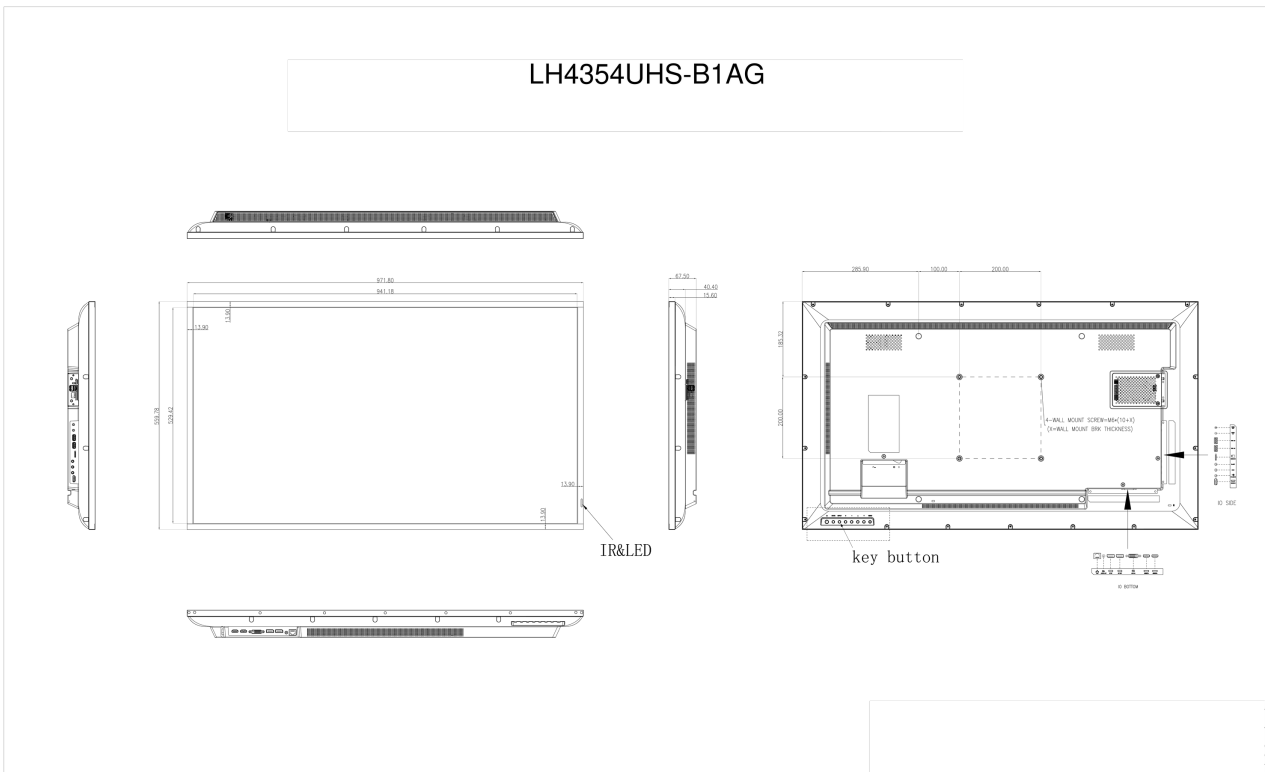 LH4354UHS-B1AG
971.80
941.18
13.90
13.90
559.78
529.42
13.90
13.90
IR&LED
67.50
40.40
15.60
285.90
100.00
200.00
185.32
200.00
4-WALL MOUNT SCREW=M6*(10+X)
(X=WALL MOUNT BRK THICKNESS)
key button
IO SIDE
IO BOTTOM